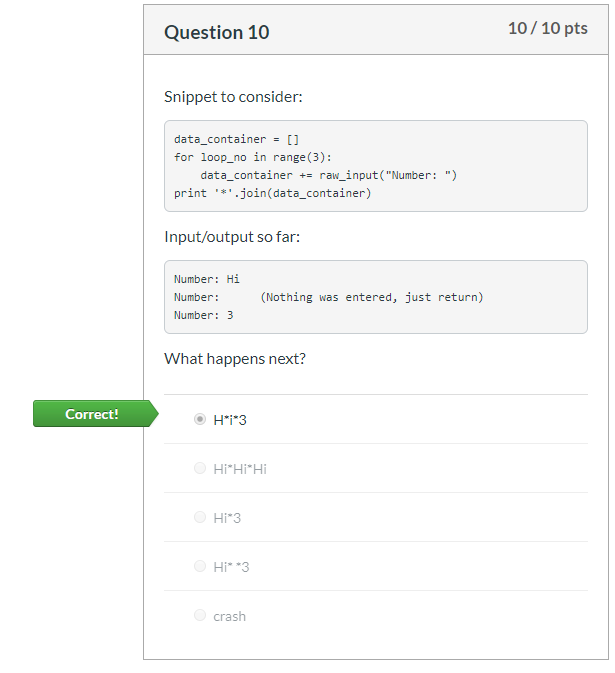 Question 10
10 / 10 pts
Snippet to consider:
data_container = []
for loop_no in range(3):
    data_container += raw_input("Number: ")
print '*'.join(data_container)
Input/output so far:
Number: Hi
Number:      (Nothing was entered, just return)
Number: 3
What happens next?
Correct!
H*i*3
Hi*Hi*Hi
Hi*3
Hi* *3
crash